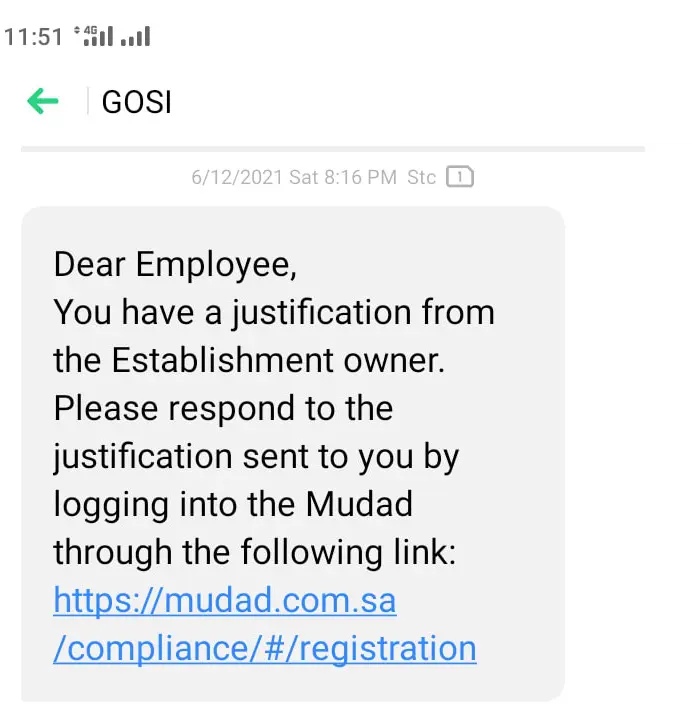 11:51 4G
GOSI
6/12/2021 Sat 8:16 PM Stc 1
Dear Employee,
You have a justification from
the Establishment owner.
Please respond to the
justification sent to you by
logging into the Mudad
through the following link:
https://mudad.com.sa
/compliance/#/registration